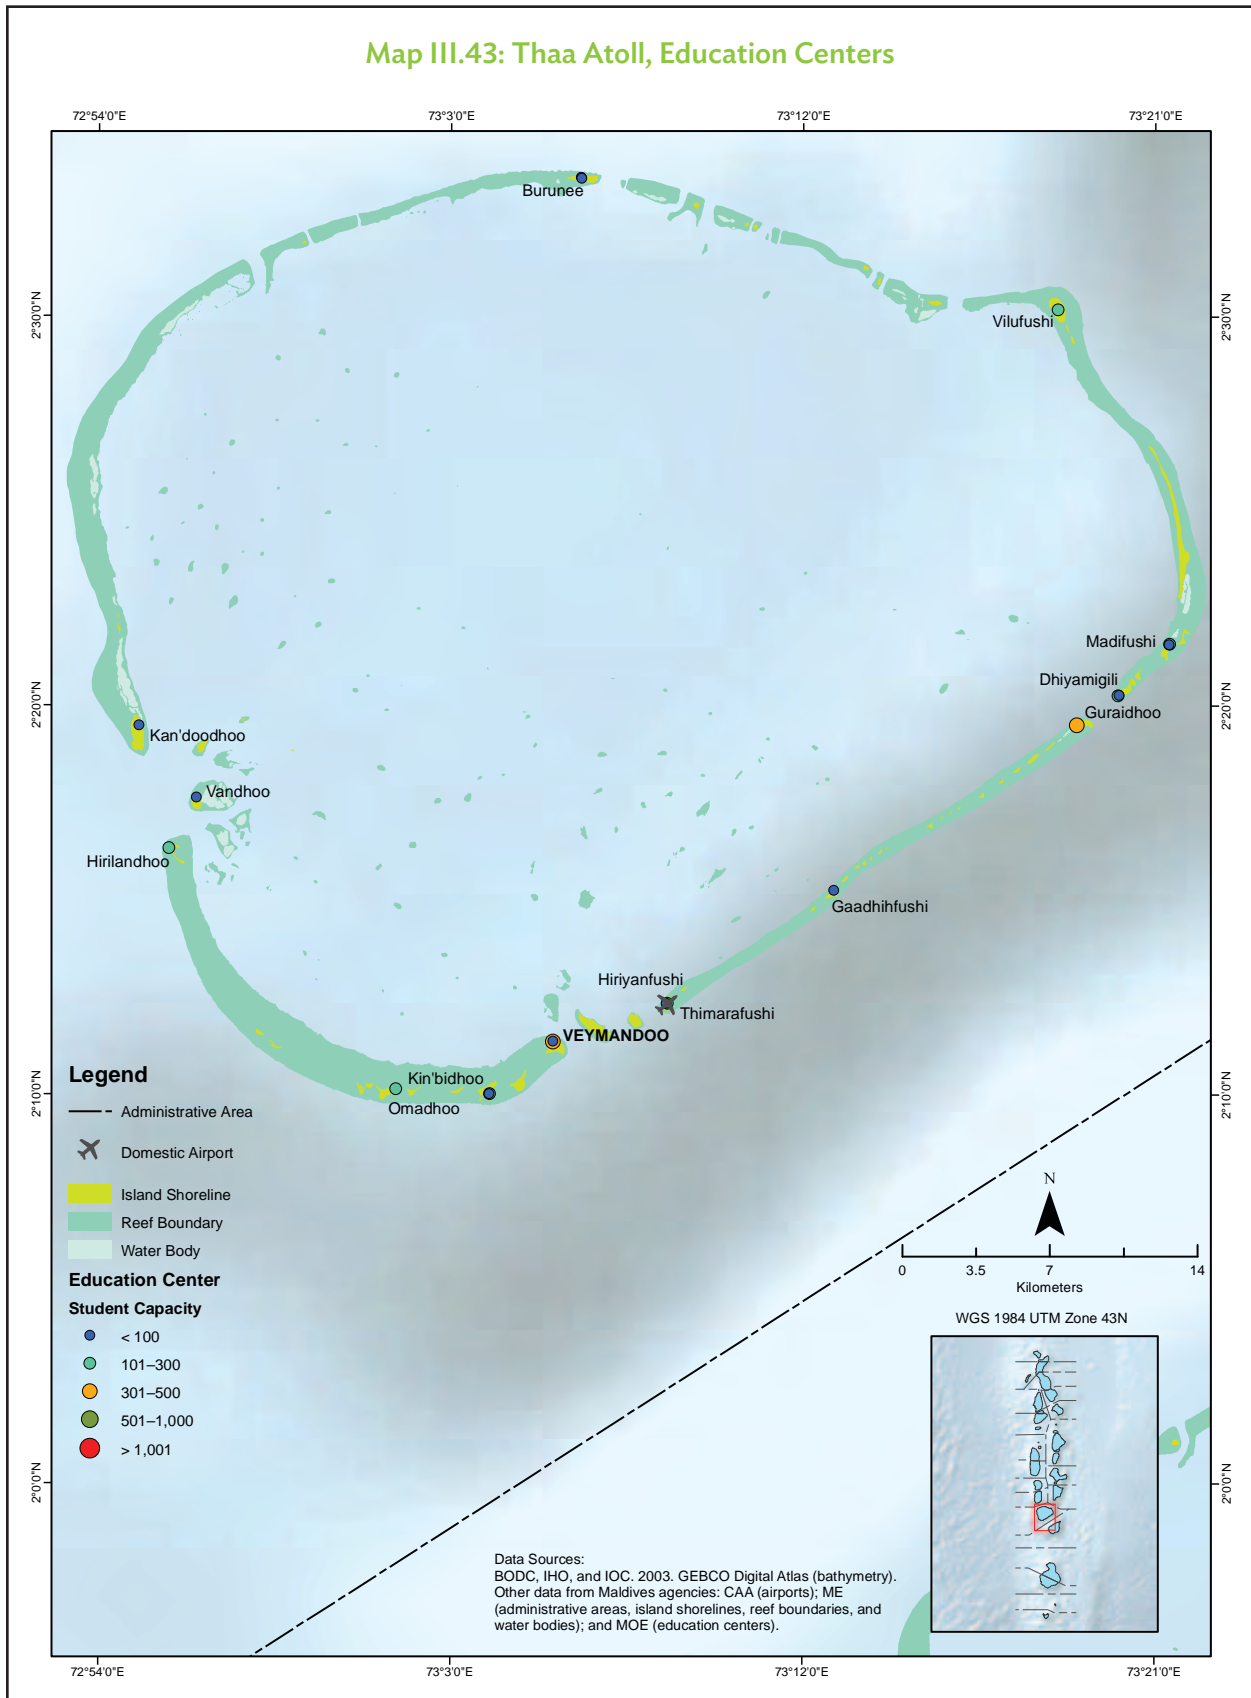 Map III.43: Thaa Atoll, Education Centers
72°54'0"E
73°3'0"E
73°12'0"E
73°21'0"E
Burunee
2°30'0"N
2°30'0"N
Vilufushi
Madifushi
Dhiyamigili
2°20'0"N
2°20'0"N
Guraidhoo
Kan'doodhoo
Vandhoo
Hirilandhoo
Gaadhihfushi
Hiriyanfushi
Thimarafushi
VEYMANDOO
Kin'bidhoo
Omadhoo
2°10'0"N
2°10'0"N
Legend
Administrative Area
Domestic Airport
Island Shoreline
Reef Boundary
Water Body
Education Center
Student Capacity
< 100
101–300
301–500
501–1,000
> 1,001
N
0 3.5 7 14
Kilometers
WGS 1984 UTM Zone 43N
2°0'0"N
2°0'0"N
Data Sources:
BODC, IHO, and IOC. 2003. GEBCO Digital Atlas (bathymetry).
Other data from Maldives agencies: CAA (airports); ME
(administrative areas, island shorelines, reef boundaries, and
water bodies); and MOE (education centers).
72°54'0"E
73°3'0"E
73°12'0"E
73°21'0"E